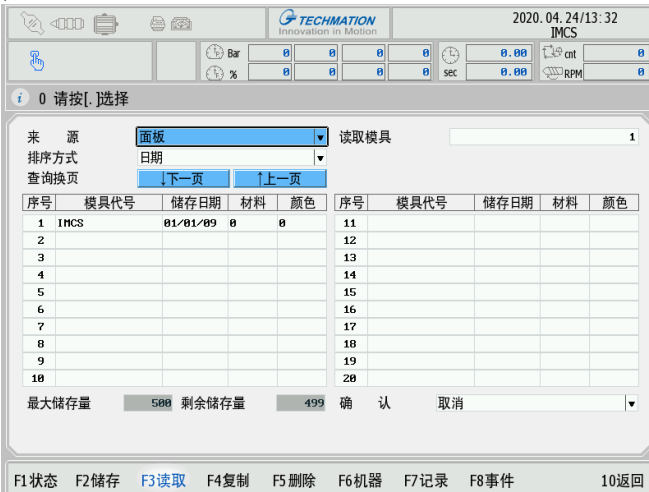 TECHMATION
Innovation in Motion
2020.04.24/13:32
IMCS
Bar 0 0 0 0 0.00 cnt 0
% 0 0 0 0 sec 0.00 RPM 0
i 0 请按[.]选择
来 源 面板 读取模具 1
排序方式 日期
查询换页 ↓下一页 ↑上一页
序号 模具代号 储存日期 材料 颜色 序号 模具代号 储存日期 材料 颜色
1 IMCS 01/01/09 0 0 11
2 12
3 13
4 14
5 15
6 16
7 17
8 18
9 19
10 20
最大储存量 500 剩余储存量 499 确 认 取消
F1状态 F2储存 F3读取 F4复制 F5删除 F6机器 F7记录 F8事件 10返回